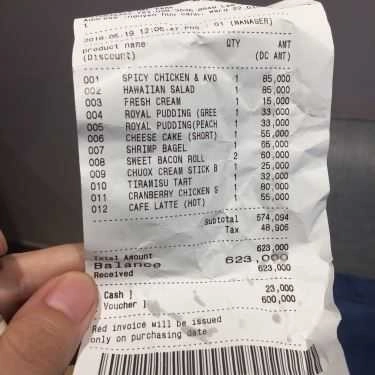 2018-05-19 12:06:47 01 (MANAGER)
product name QTY AMT
(Discount) (DC AMT)
001 SPICY CHICKEN & AVO 1 85,000
002 HAWAIIAN SALAD 1 85,000
003 FRESH CREAM 1 15,000
004 ROYAL PUDDING (GREE 1 33,000
005 ROYAL PUDDING(PEACH 1 33,000
006 CHEESE CAKE (SHORT) 1 55,000
007 SHRIMP BAGEL 1 65,000
008 SWEET BACON ROLL 2 60,000
009 CHUOX CREAM STICK B 1 25,000
010 TIRAMISU TART 1 32,000
011 CRANBERRY CHICKEN S 1 80,000
012 CAFE LATTE (HOT) 1 55,000
Subtotal 574,094
Tax 48,906
Total Amount 623,000
Balance 623,000
Received 623,000
Cash ] 23,000
Voucher ] 600,000
Red invoice will be issued
only on purchasing date